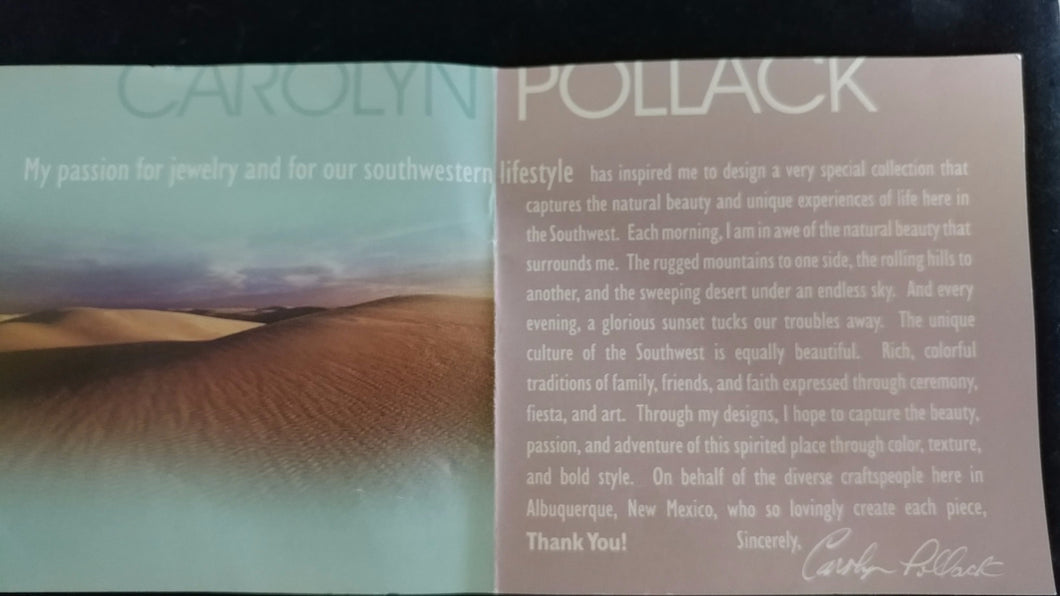 CAROLYN POLLACK
My passion for jewelry and for our southwestern lifestyle has inspired me to design a very special collection that
captures the natural beauty and unique experiences of life here in
the Southwest. Each morning, I am in awe of the natural beauty that
surrounds me. The rugged mountains to one side, the rolling hills to
another, and the sweeping desert under an endless sky. And every
evening, a glorious sunset tucks our troubles away. The unique
culture of the Southwest is equally beautiful. Rich, colorful
traditions of family, friends, and faith expressed through ceremony,
fiesta, and art. Through my designs, I hope to capture the beauty,
passion, and adventure of this spirited place through color, texture,
and bold style. On behalf of the diverse craftspeople here in
Albuquerque, New Mexico, who so lovingly create each piece,
Thank You! Sincerely, Carolyn Pollack